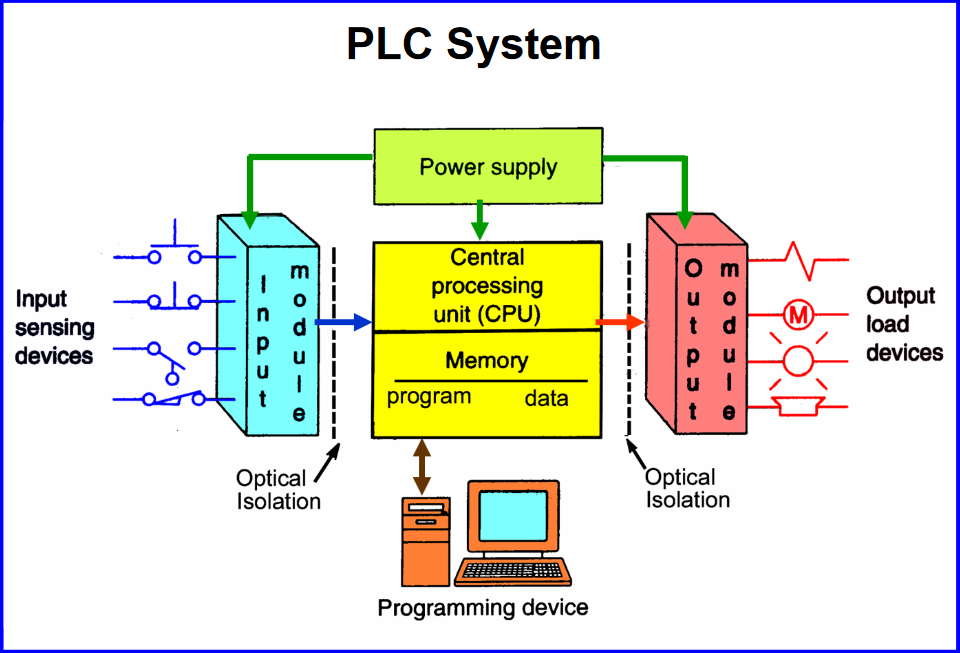 PLC System
Power supply
Input
sensing
devices
Input
module
Central
processing
unit (CPU)
Memory
program data
Output
module
M
Output
load
devices
Optical
Isolation
Optical
Isolation
Programming device